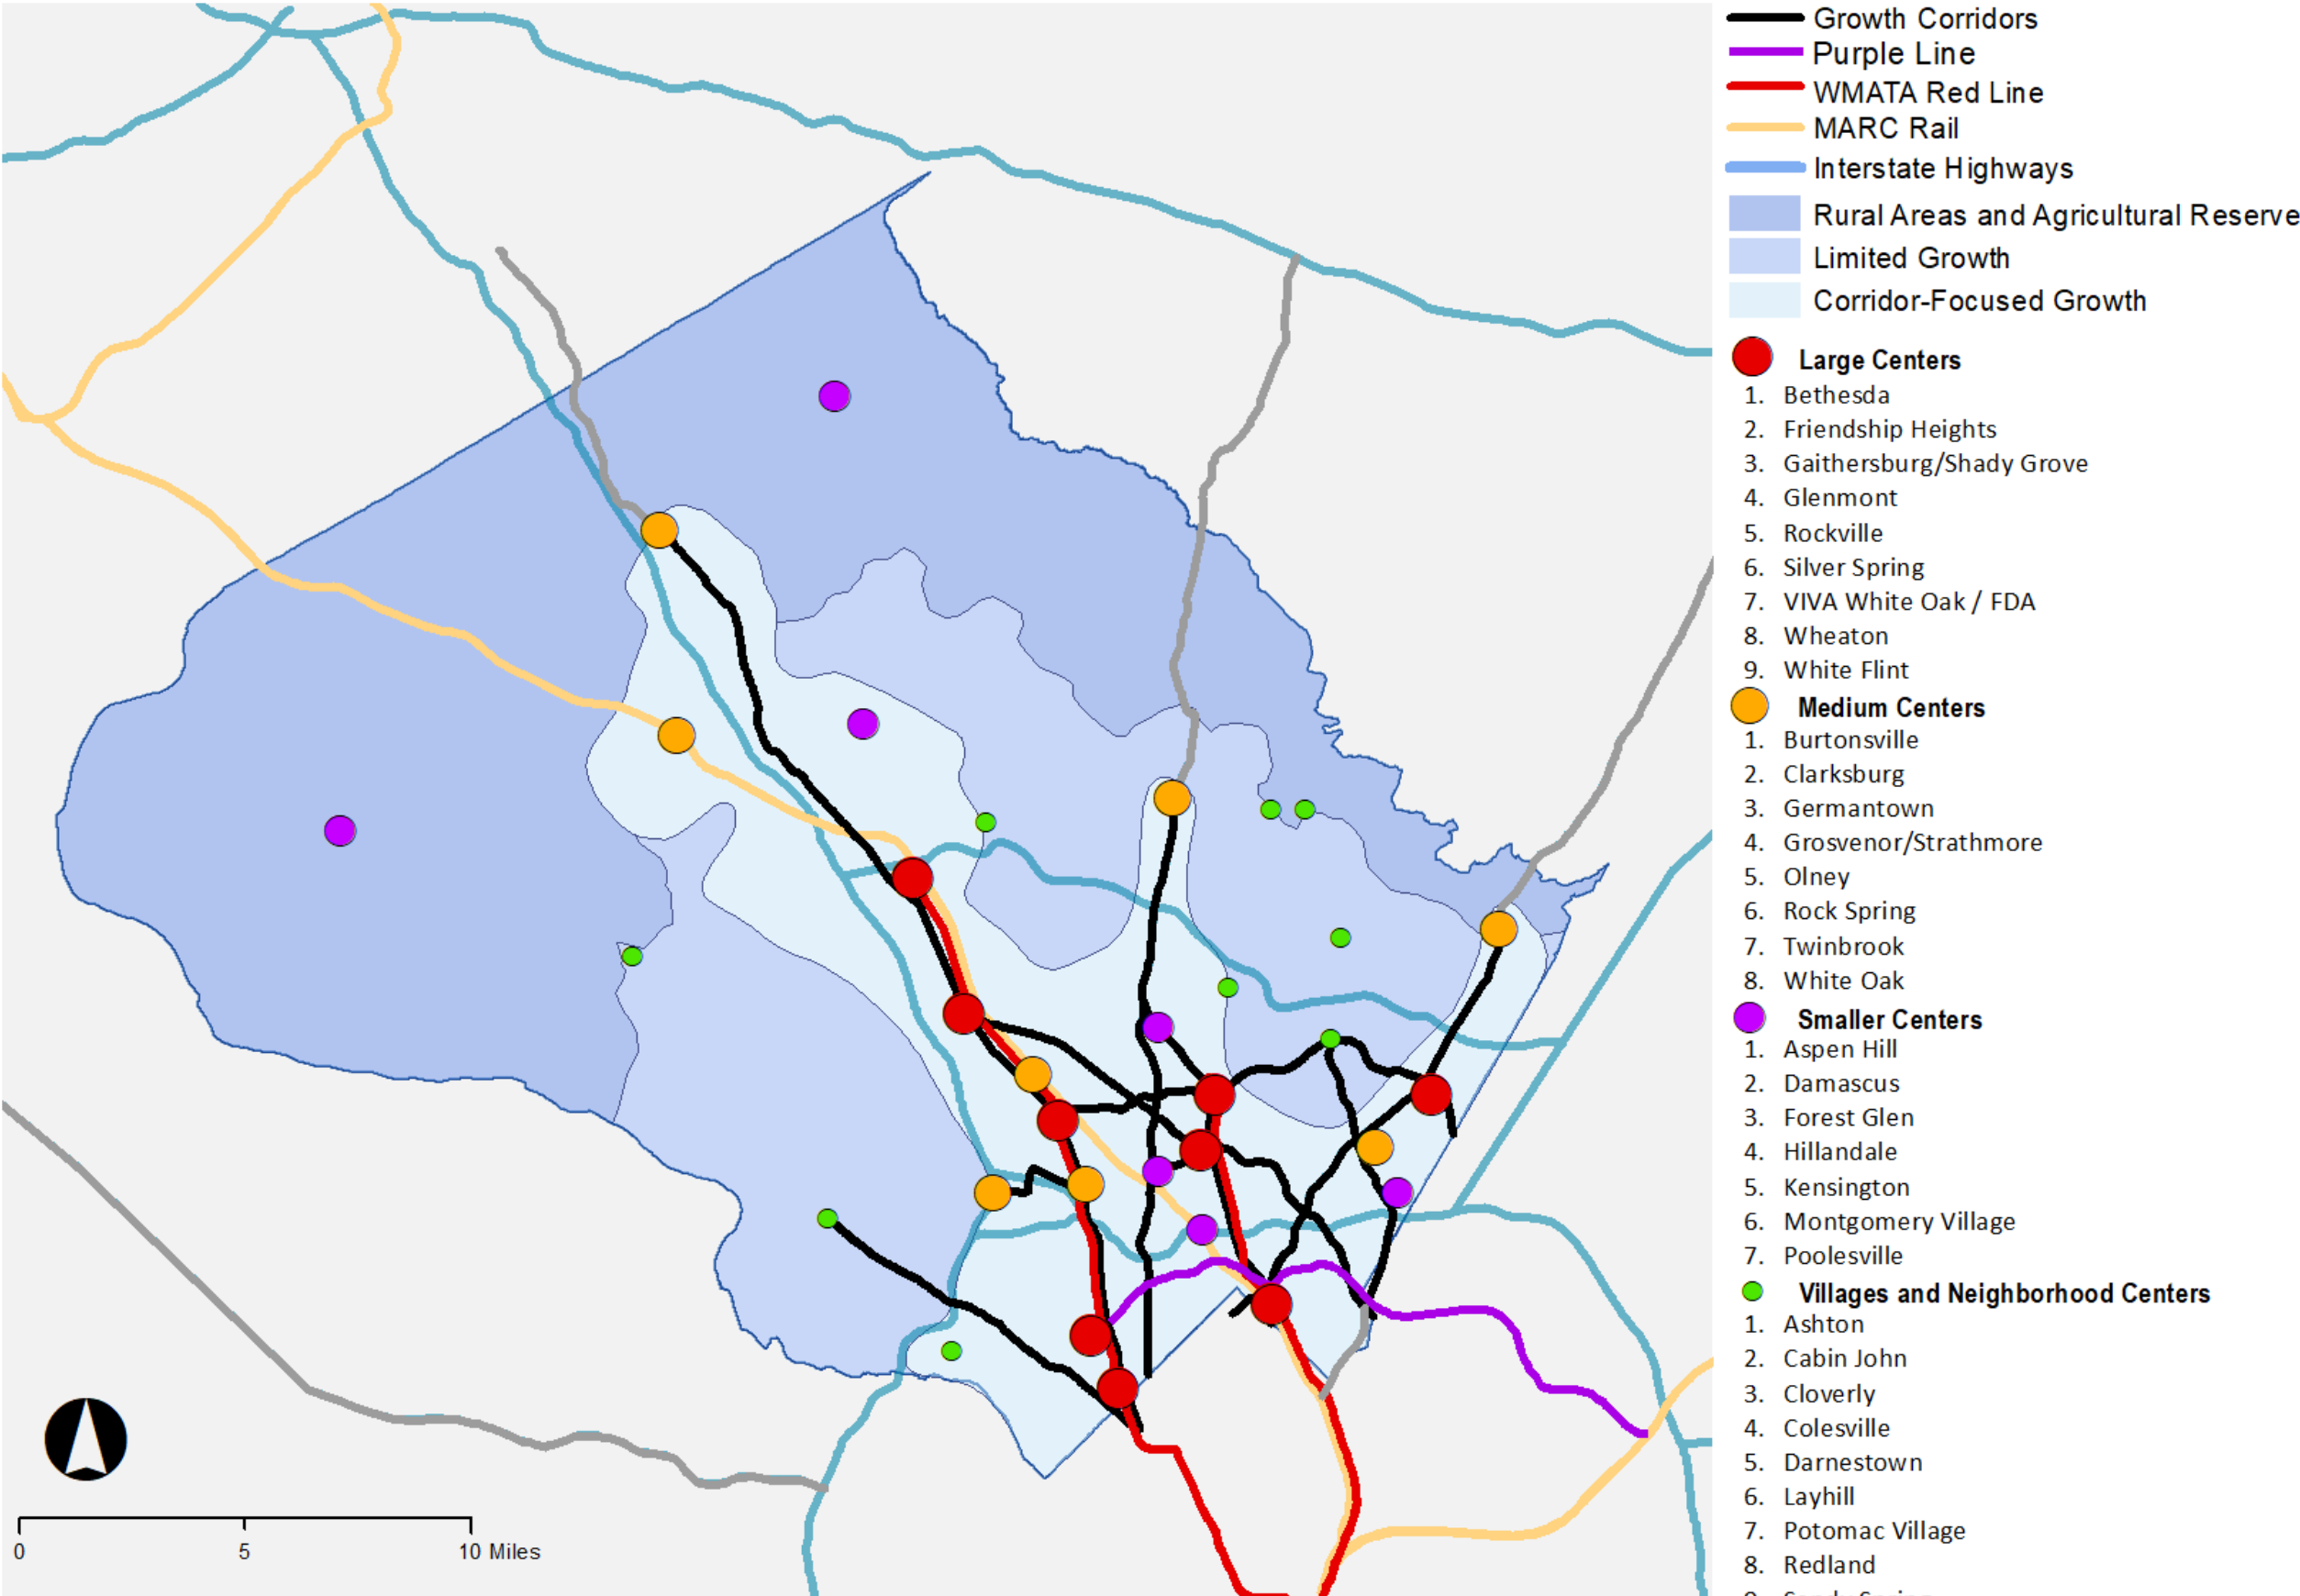 Growth Corridors
Purple Line
WMATA Red Line
MARC Rail
Interstate Highways
Rural Areas and Agricultural Reserve
Limited Growth
Corridor-Focused Growth
Large Centers
1. Bethesda
2. Friendship Heights
3. Gaithersburg/Shady Grove
4. Glenmont
5. Rockville
6. Silver Spring
7. VIVA White Oak / FDA
8. Wheaton
9. White Flint
Medium Centers
1. Burtonsville
2. Clarksburg
3. Germantown
4. Grosvenor/Strathmore
5. Olney
6. Rock Spring
7. Twinbrook
8. White Oak
Smaller Centers
1. Aspen Hill
2. Damascus
3. Forest Glen
4. Hillandale
5. Kensington
6. Montgomery Village
7. Poolesville
Villages and Neighborhood Centers
1. Ashton
2. Cabin John
3. Cloverly
4. Colesville
5. Darnestown
6. Layhill
7. Potomac Village
8. Redland
0 5 10 Miles